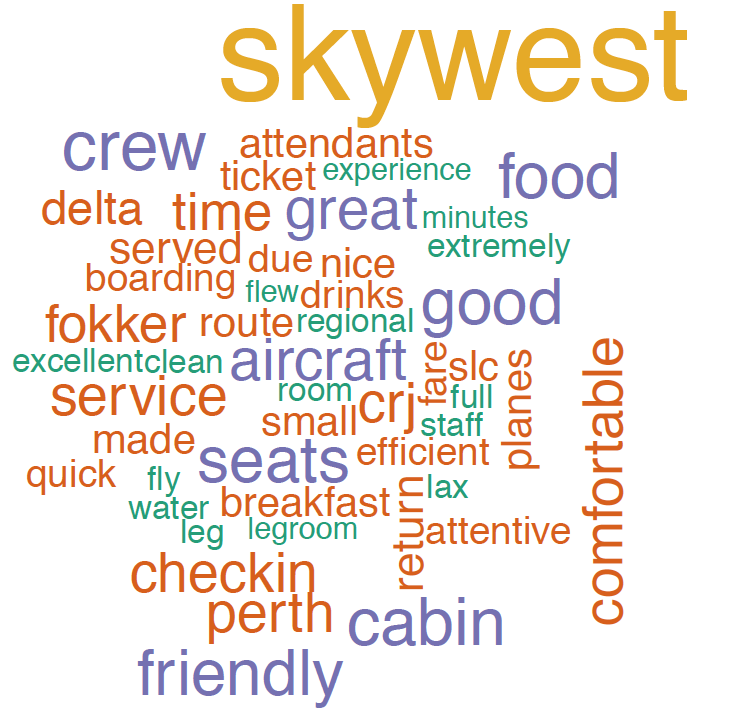 skywest
crew attendants
ticket experience food
delta time great minutes
served due nice extremely
boarding flew drinks good
fokker route regional
excellent clean aircraft fare slc planes comfortable
service room crj full
small staff
made seats efficient
quick fly breakfast return lax
water
leg legroom attentive
checkin
perth cabin
friendly